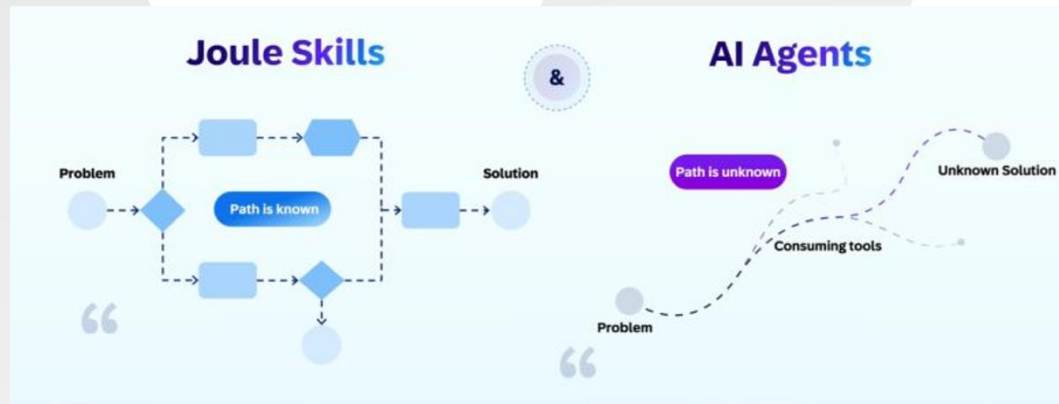 Joule Skills
&
AI Agents
Problem
Path is known
Solution
Path is unknown
Unknown Solution
Consuming tools
Problem
“
“